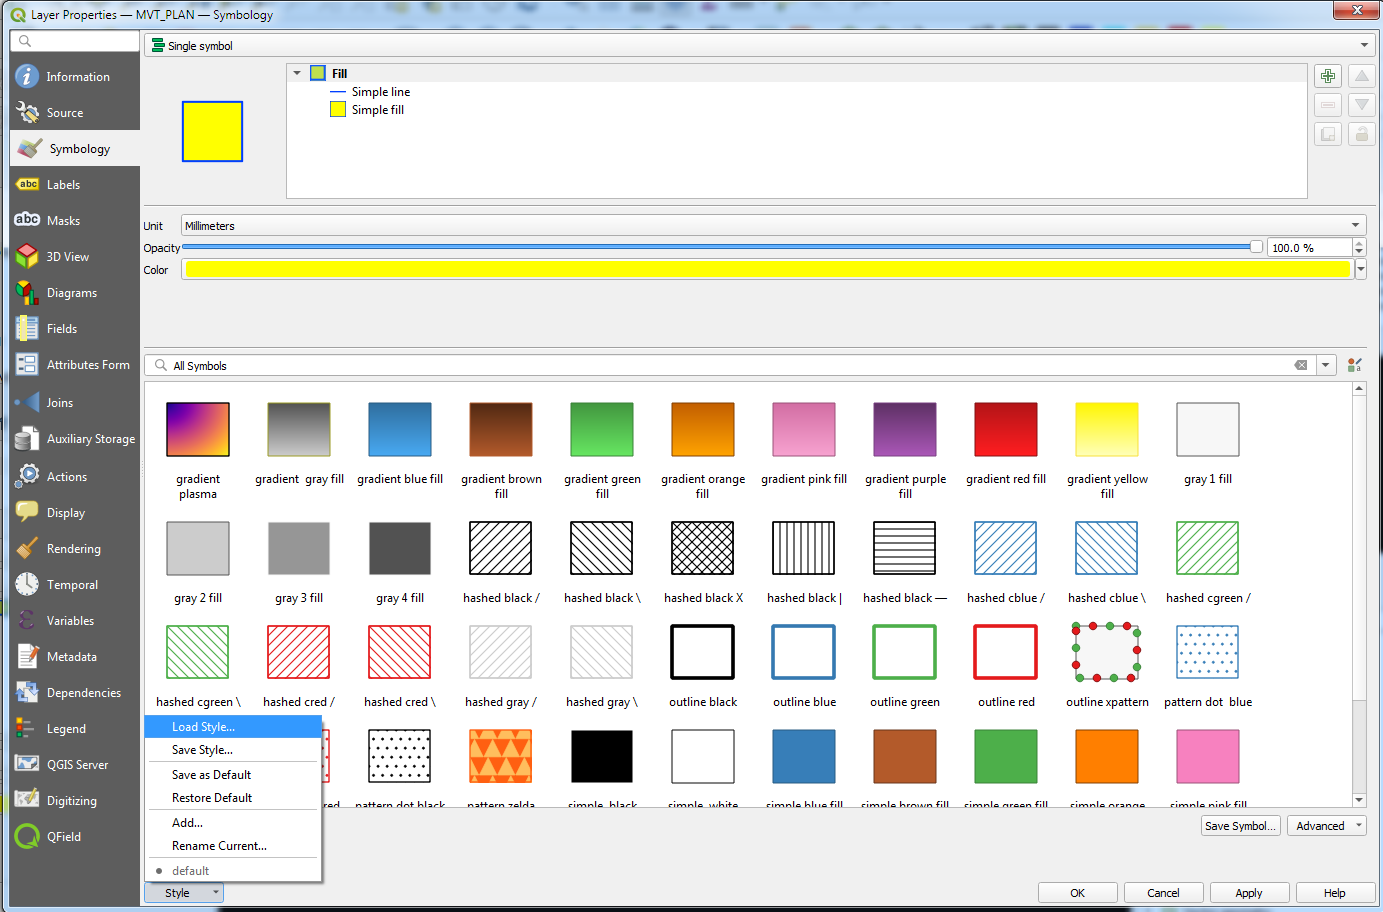 Layer Properties — MVT_PLAN — Symbology
Single symbol
Information
Source
Symbology
Labels
Masks
3D View
Diagrams
Fields
Attributes Form
Joins
Auxiliary Storage
Actions
Display
Rendering
Temporal
Variables
Metadata
Dependencies
Legend
QGIS Server
Digitizing
QField
Fill
Simple line
Simple fill
Unit
Millimeters
Opacity
100.0 %
Color
All Symbols
gradient plasma
gradient gray fill
gradient blue fill
gradient brown fill
gradient green fill
gradient orange fill
gradient pink fill
gradient purple fill
gradient red fill
gradient yellow fill
gray 1 fill
gray 2 fill
gray 3 fill
gray 4 fill
hashed black /
hashed black \
hashed black X
hashed black |
hashed black —
hashed cblue /
hashed cblue \
hashed cgreen /
hashed cgreen \
hashed cred /
hashed cred \
hashed gray /
hashed gray \
outline black
outline blue
outline green
outline red
outline xpattern
pattern dot blue
red
pattern dot black
pattern zelda
simple black
simple white
simple blue fill
simple brown fill
simple green fill
simple orange
simple pink fill
Load Style...
Save Style...
Save as Default
Restore Default
Add...
Rename Current...
default
Save Symbol...
Advanced
Style
OK
Cancel
Apply
Help